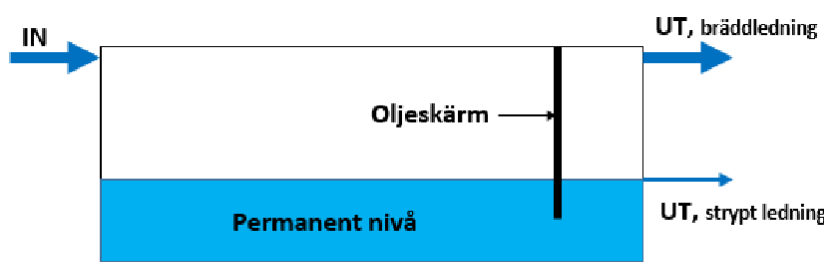 IN
UT, bräddledning
Oljeskärm
UT, strypt ledning
Permanent nivå